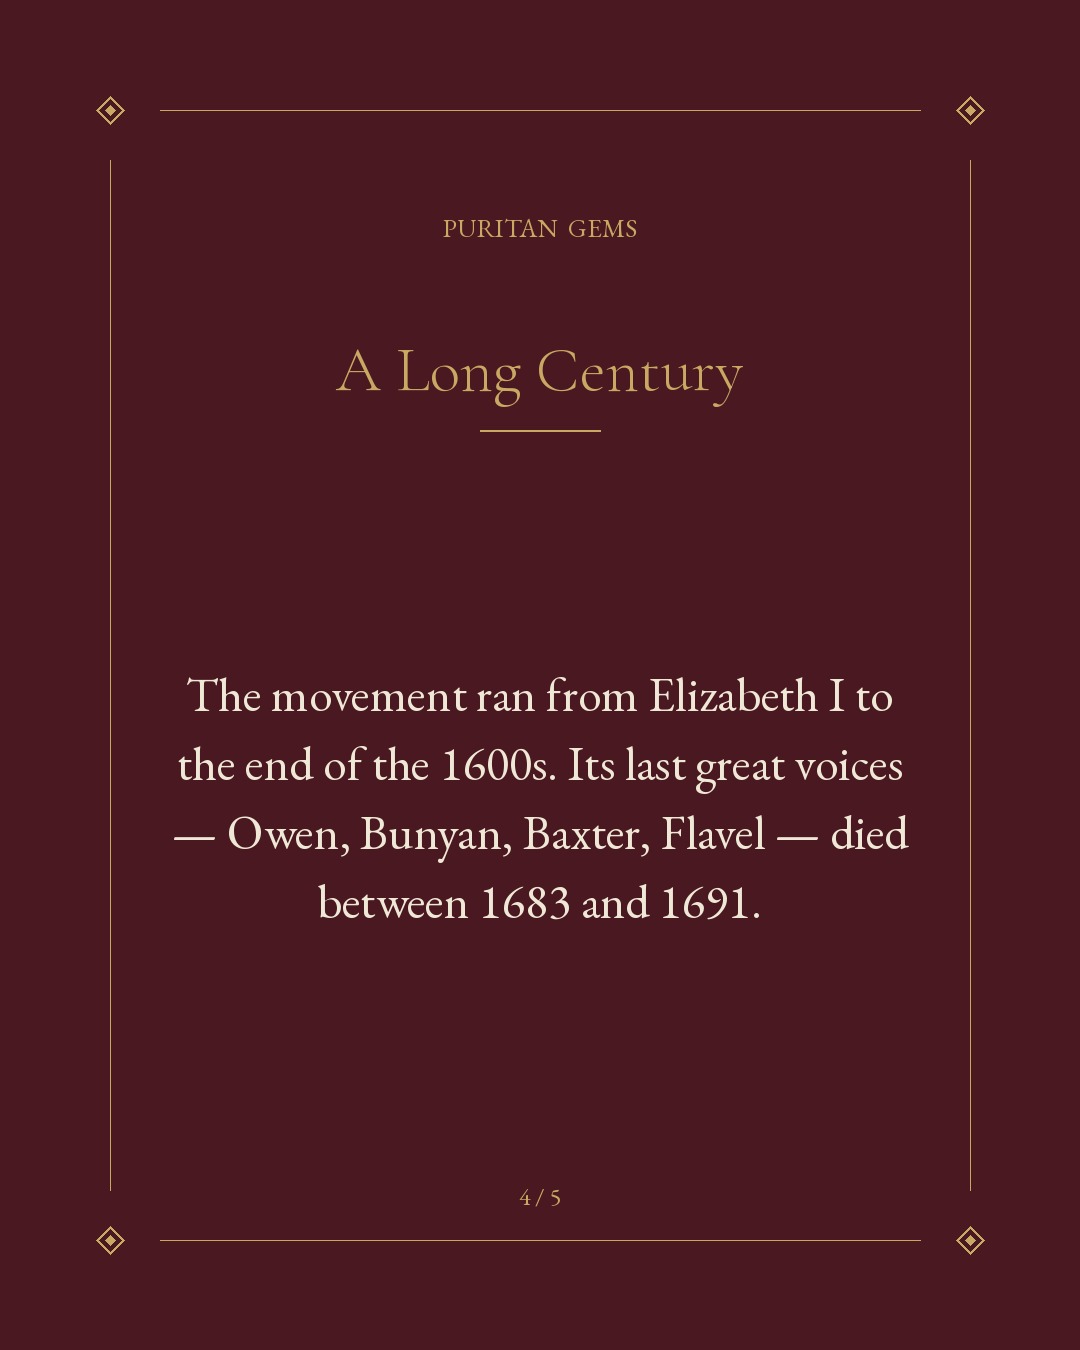 PURITAN GEMS
A Long Century
The movement ran from Elizabeth I to
the end of the 1600s. Its last great voices
— Owen, Bunyan, Baxter, Flavel — died
between 1683 and 1691.
4 / 5